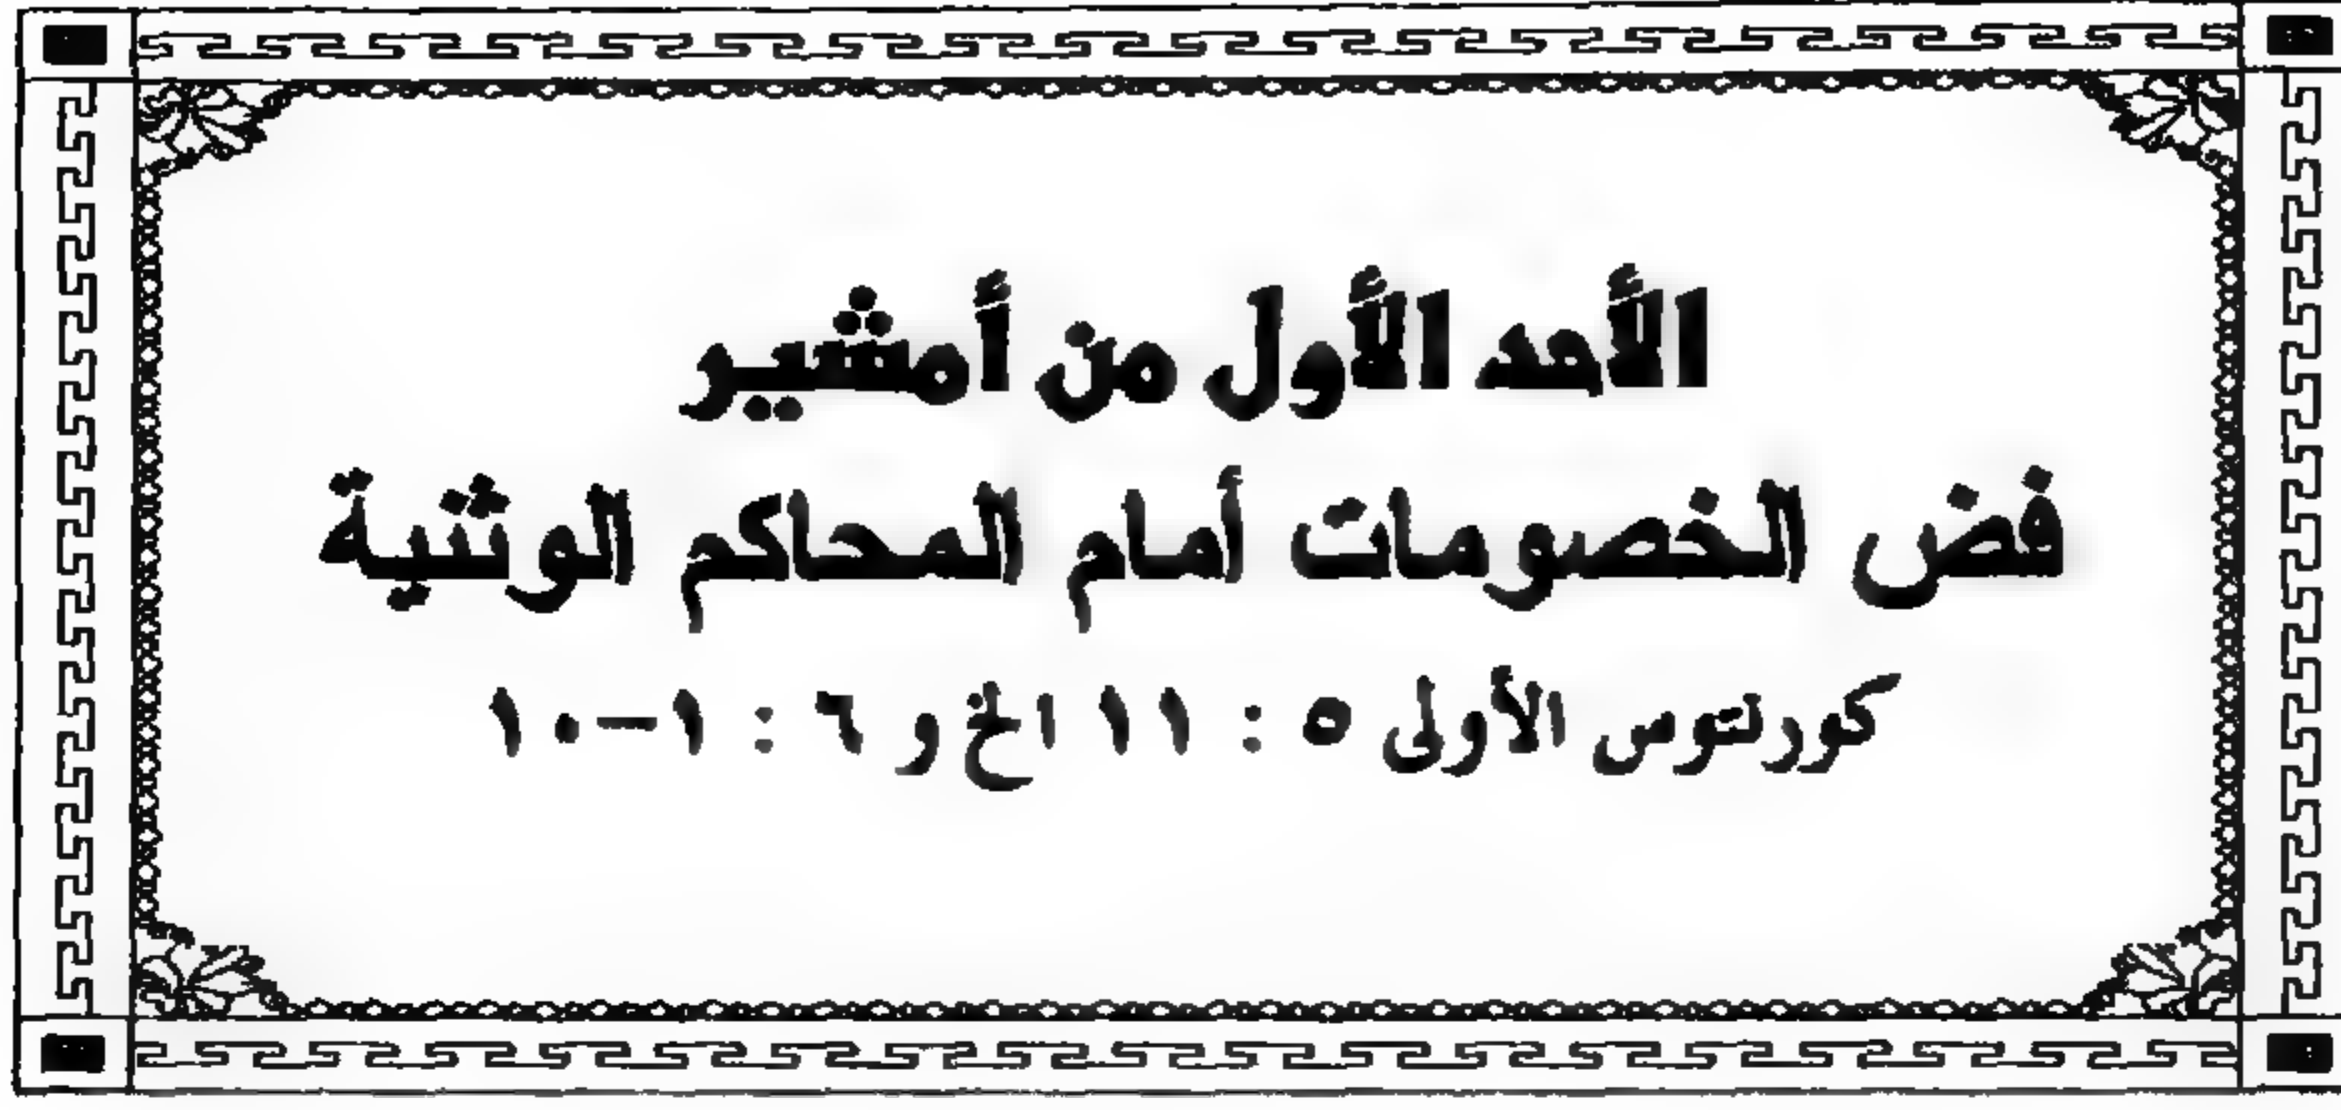 الأحد الأول من أمشير
فض الخصومات أمام المحاكم الوثنية
كورنثوس الأولى ٥ : ١١ الخ و ٦ : ١-١٠